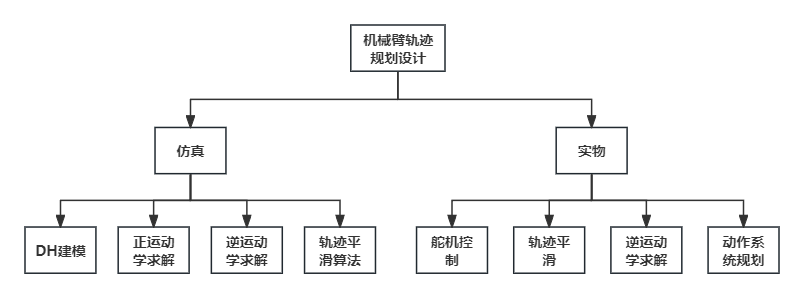 机械臂轨迹
规划设计
仿真
实物
DH建模
正运动
学求解
逆运动
学求解
轨迹平
滑算法
舵机控
制
轨迹平
滑
逆运动
学求解
动作系
统规划